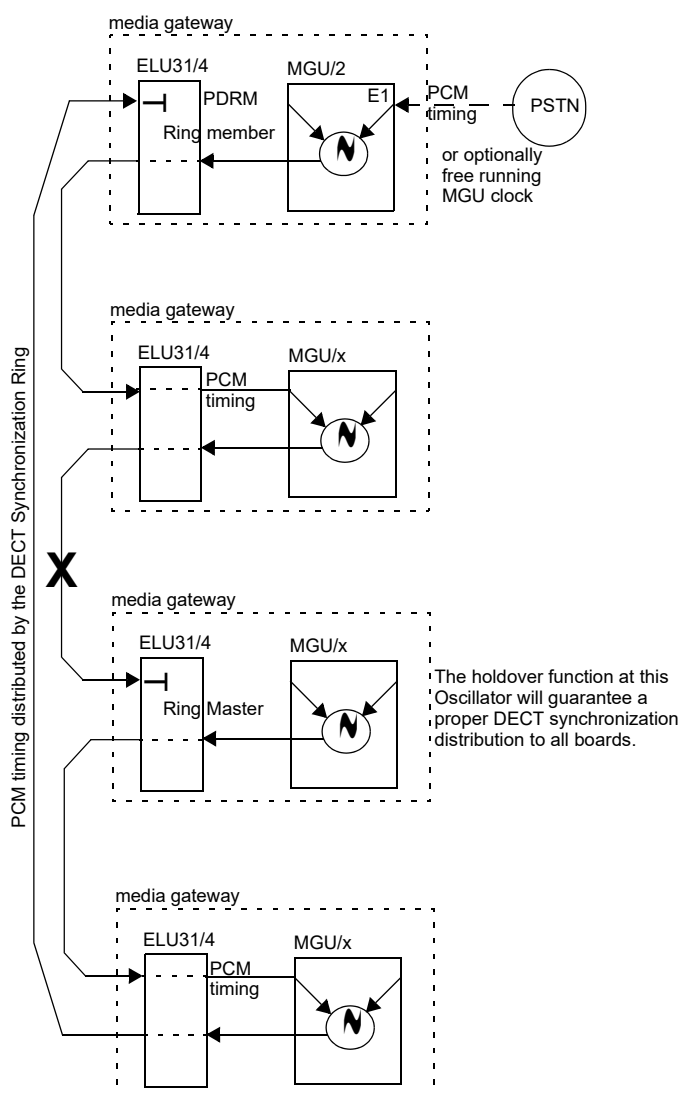 media gateway
ELU31/4
MGU/2
PDRM
E1
PCM
timing
PSTN
Ring member
or optionally
free running
MGU clock
media gateway
ELU31/4
MGU/x
PCM
timing
PCM timing distributed by the DECT Synchronization Ring
X
media gateway
ELU31/4
MGU/x
Ring Master
The holdover function at this
Oscillator will guarantee a
proper DECT synchronization
distribution to all boards.
media gateway
ELU31/4
MGU/x
PCM
timing